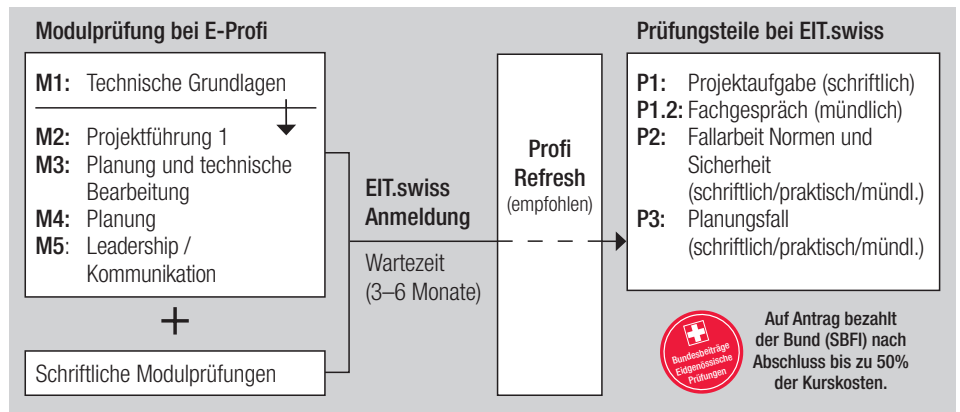 Modulprüfung bei E-Profi
M1: Technische Grundlagen
M2: Projektführung 1
M3: Planung und technische
Bearbeitung
M4: Planung
M5: Leadership /
Kommunikation
+
Schriftliche Modulprüfungen
EIT.swiss
Anmeldung
Wartezeit
(3–6 Monate)
Profi
Refresh
(empfohlen)
Prüfungsteile bei EIT.swiss
P1: Projektaufgabe (schriftlich)
P1.2: Fachgespräch (mündlich)
P2: Fallarbeit Normen und
Sicherheit
(schriftlich/praktisch/mündl.)
P3: Planungsfall
(schriftlich/praktisch/mündl.)
Bundesbeiträge
Eidgenössische
Prüfungen
Auf Antrag bezahlt
der Bund (SBFI) nach
Abschluss bis zu 50%
der Kurskosten.